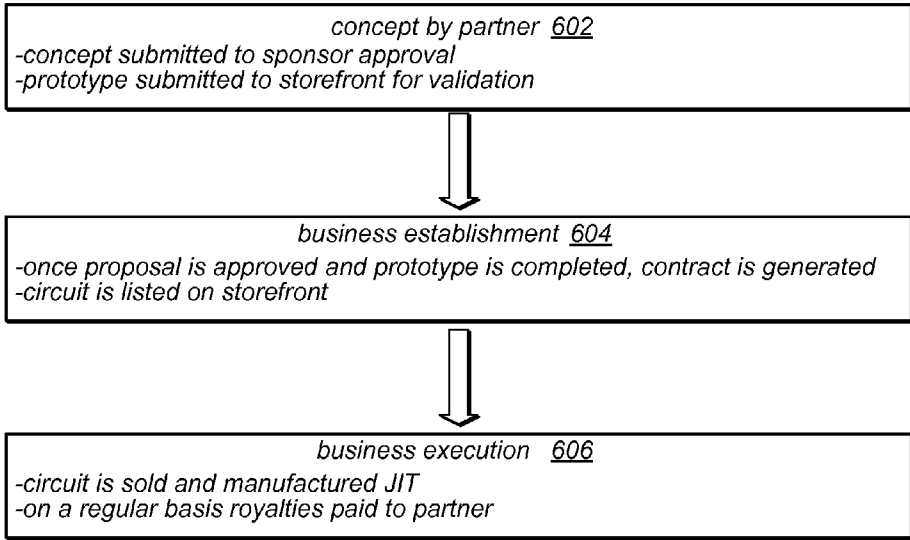 concept by partner 602
-concept submitted to sponsor approval
-prototype submitted to storefront for validation
business establishment 604
-once proposal is approved and prototype is completed, contract is generated
-circuit is listed on storefront
business execution 606
-circuit is sold and manufactured JIT
-on a regular basis royalties paid to partner